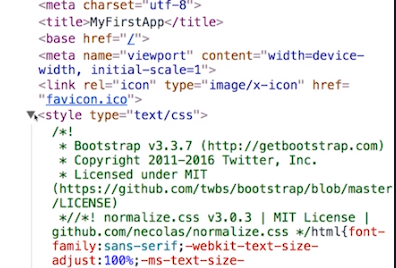 <meta charset="utf-8">
<title>MyFirstApp</title>
<base href="/">
<meta name="viewport" content="width=device-
width, initial-scale=1">
<link rel="icon" type="image/x-icon" href=
"favicon.ico">
<style type="text/css">
/*!
* Bootstrap v3.3.7 (http://getbootstrap.com)
* Copyright 2011-2016 Twitter, Inc.
* Licensed under MIT
(https://github.com/twbs/bootstrap/blob/master
/LICENSE)
*//*! normalize.css v3.0.3 | MIT License |
github.com/necolas/normalize.css */html{font-
family:sans-serif;-webkit-text-size-
adjust:100%;-ms-text-size-